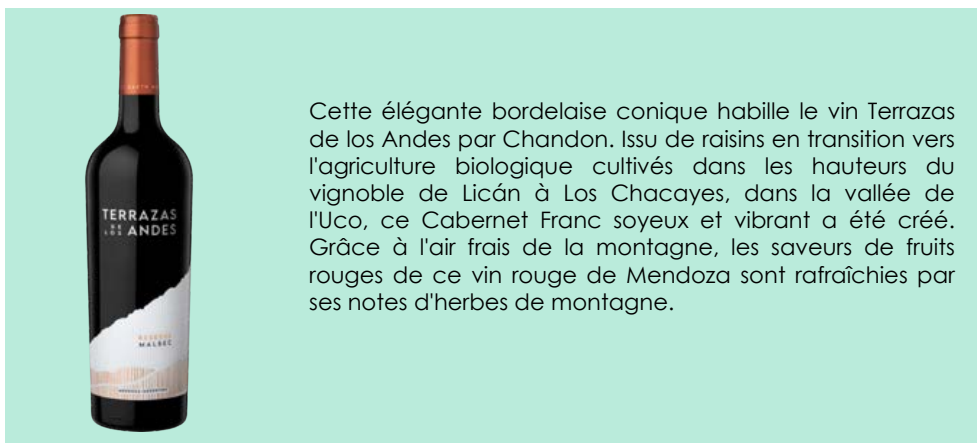 TERRAZAS
DE
LOS ANDES
RESERVA
MALBEC
Cette élégante bordelaise conique habille le vin Terrazas
de los Andes par Chandon. Issu de raisins en transition vers
l'agriculture biologique cultivés dans les hauteurs du
vignoble de Licán à Los Chacayes, dans la vallée de
l'Uco, ce Cabernet Franc soyeux et vibrant a été créé.
Grâce à l'air frais de la montagne, les saveurs de fruits
rouges de ce vin rouge de Mendoza sont rafraîchies par
ses notes d'herbes de montagne.